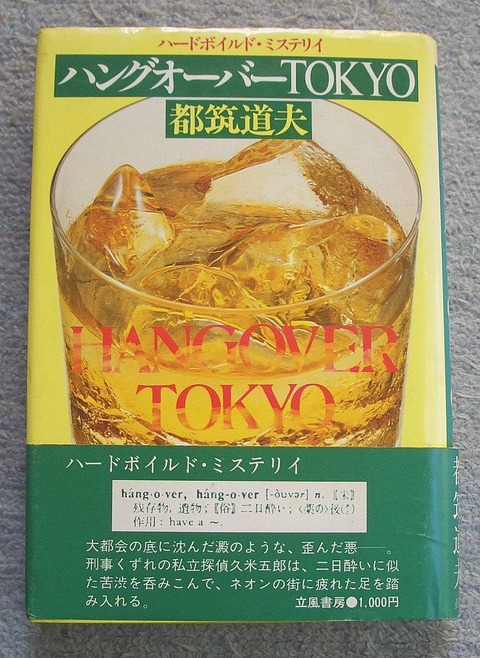 ハードボイルド・ミステリイ
ハングオーバーTOKYO
都筑道夫
HANGOVER
TOKYO
ハードボイルド・ミステリイ
háng·o·ver, háng-o·ver [-òuvər] n. 〖米〗
残存物, 遺物;〖俗〗二日酔い;〈薬の〉後(ご)
作用: have a ～.
大都会の底に沈んだ澱のような、歪んだ悪――。
刑事くずれの私立探偵久米五郎は、二日酔いに似
た苦渋を呑みこんで、ネオンの街に疲れた足を踏
み入れる。
立風書房●1,000円
都筑道夫